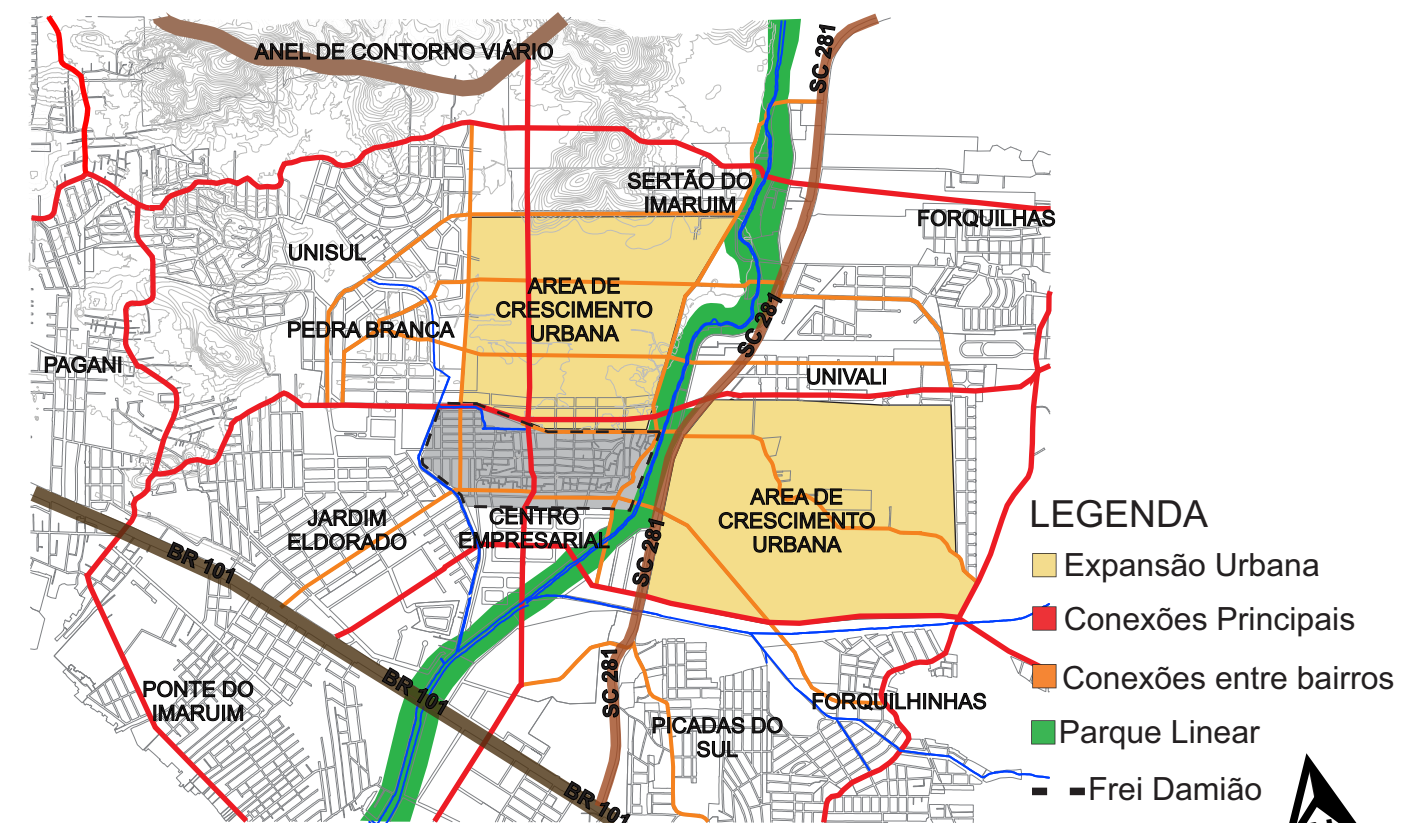 ANEL DE CONTORNO VIÁRIO
SC 281
SERTÃO DO
IMARUIM
FORQUILHAS
UNISUL
AREA DE
CRESCIMENTO
URBANA
PEDRA BRANCA
SC 281
PAGANI
UNIVALI
AREA DE
CRESCIMENTO
URBANA
JARDIM
ELDORADO
CENTRO
EMPRESARIAL
SC 281
BR 101
BR 101
SC 281
PONTE DO
IMARUIM
PICADAS DO
SUL
FORQUILHINHAS
BR 101
LEGENDA
Expansão Urbana
Conexões Principais
Conexões entre bairros
Parque Linear
Frei Damião